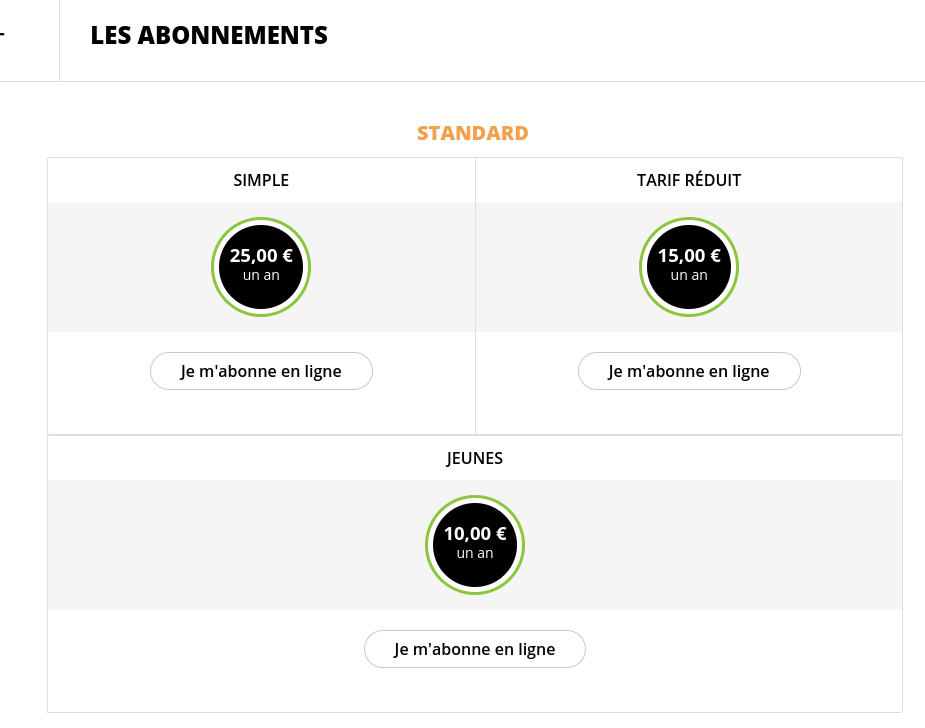 LES ABONNEMENTS
STANDARD
SIMPLE
25,00 €
un an
Je m'abonne en ligne
TARIF RÉDUIT
15,00 €
un an
Je m'abonne en ligne
JEUNES
10,00 €
un an
Je m'abonne en ligne